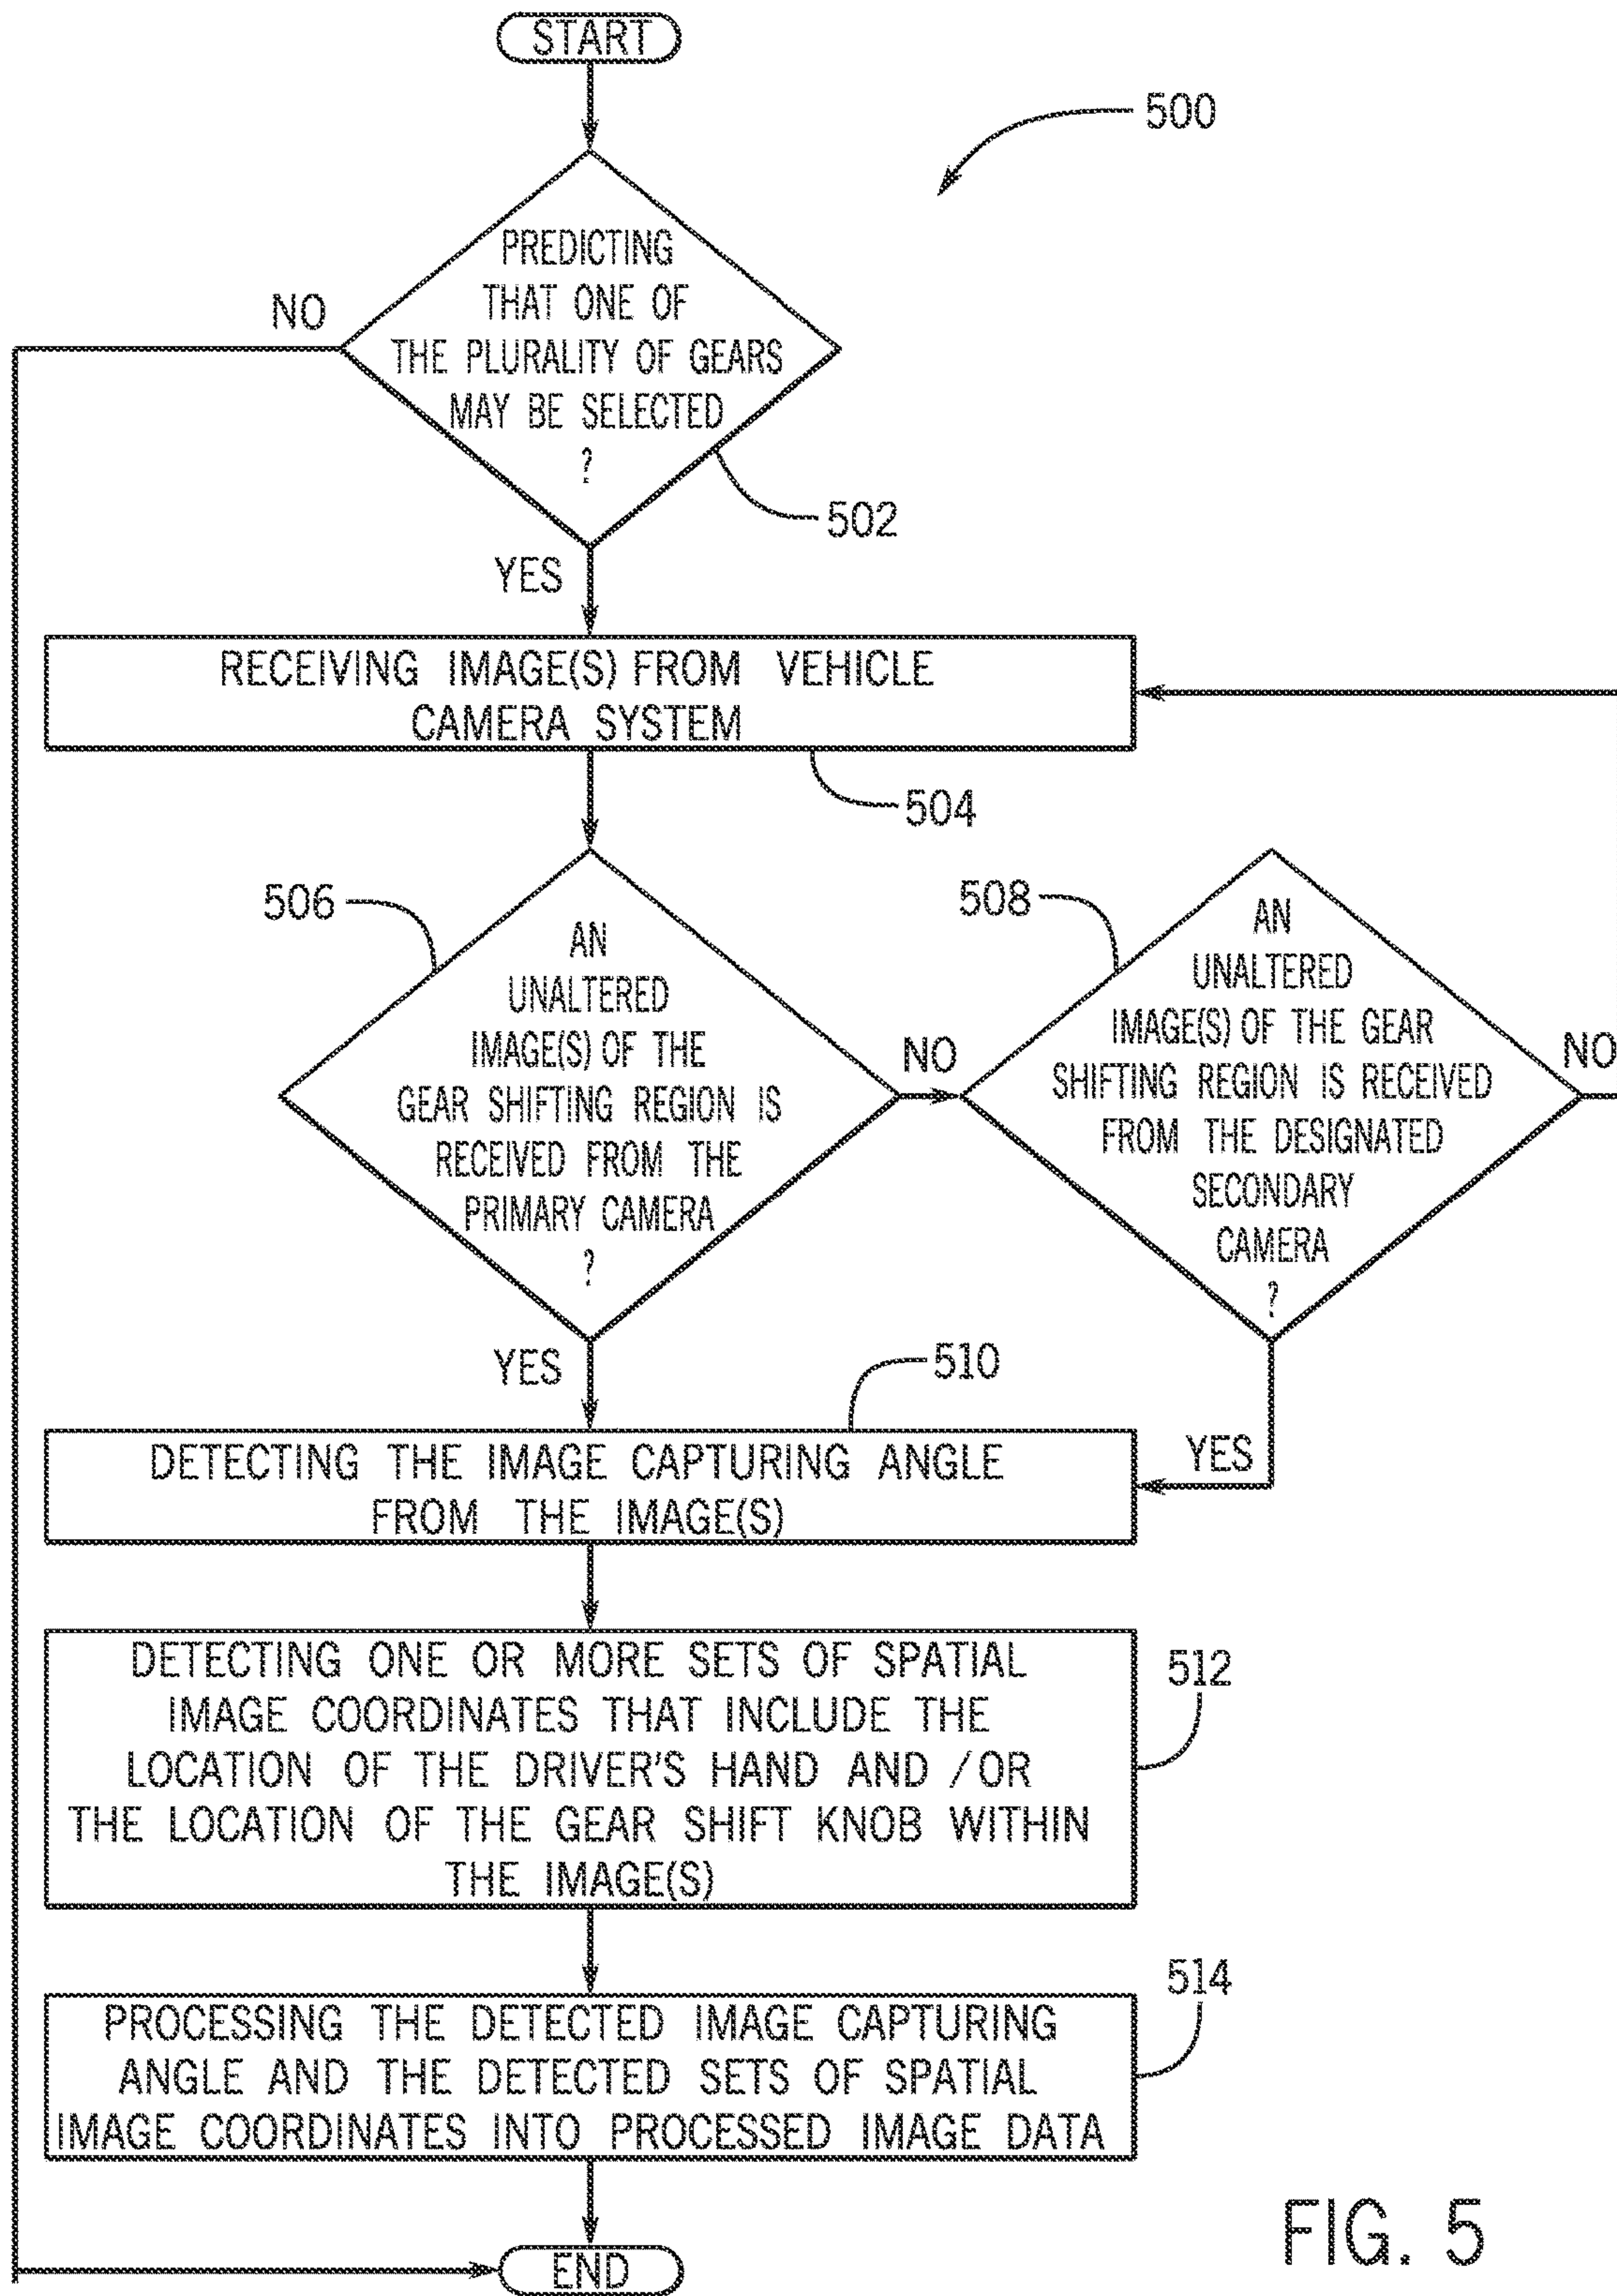 START
500
PREDICTING
THAT ONE OF
THE PLURALITY OF GEARS
MAY BE SELECTED
?
NO
502
YES
RECEIVING IMAGE(S) FROM VEHICLE
CAMERA SYSTEM
504
506
AN
UNALTERED
IMAGE(S) OF THE
GEAR SHIFTING REGION IS
RECEIVED FROM THE
PRIMARY CAMERA
?
NO
508
AN
UNALTERED
IMAGE(S) OF THE GEAR
SHIFTING REGION IS RECEIVED
FROM THE DESIGNATED
SECONDARY
CAMERA
?
NO
YES
510
YES
DETECTING THE IMAGE CAPTURING ANGLE
FROM THE IMAGE(S)
DETECTING ONE OR MORE SETS OF SPATIAL
IMAGE COORDINATES THAT INCLUDE THE
LOCATION OF THE DRIVER'S HAND AND / OR
THE LOCATION OF THE GEAR SHIFT KNOB WITHIN
THE IMAGE(S)
512
PROCESSING THE DETECTED IMAGE CAPTURING
ANGLE AND THE DETECTED SETS OF SPATIAL
IMAGE COORDINATES INTO PROCESSED IMAGE DATA
514
END
FIG. 5